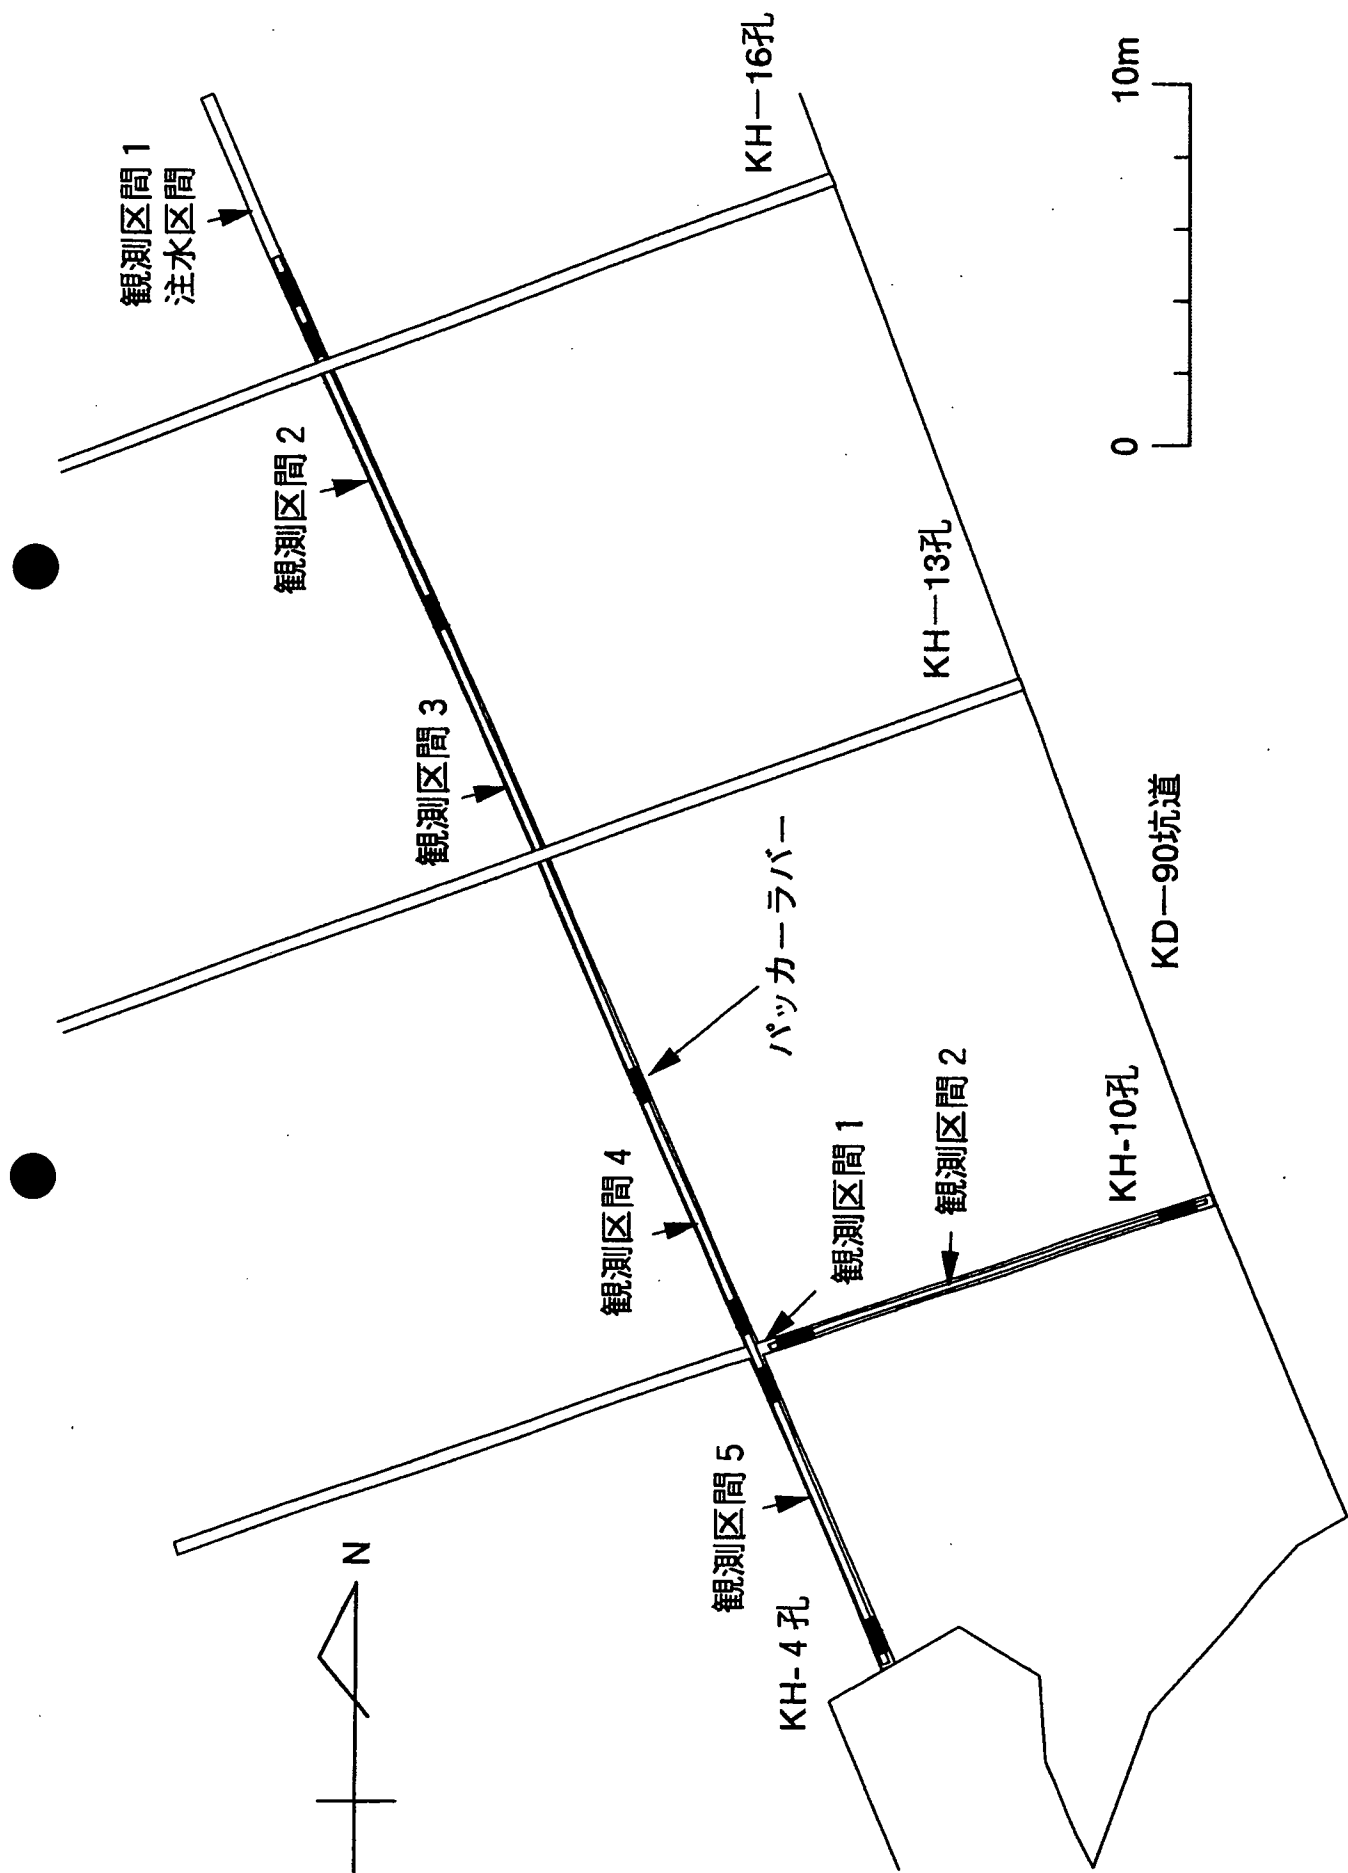 観測区間 1
注水区間
KH－16孔
10m
0
観測区間 2
KH－13孔
観測区間 3
KD－90坑道
パッカーラバー
KH-10孔
観測区間 4
観測区間 1
観測区間 2
観測区間 5
KH- 4 孔
N